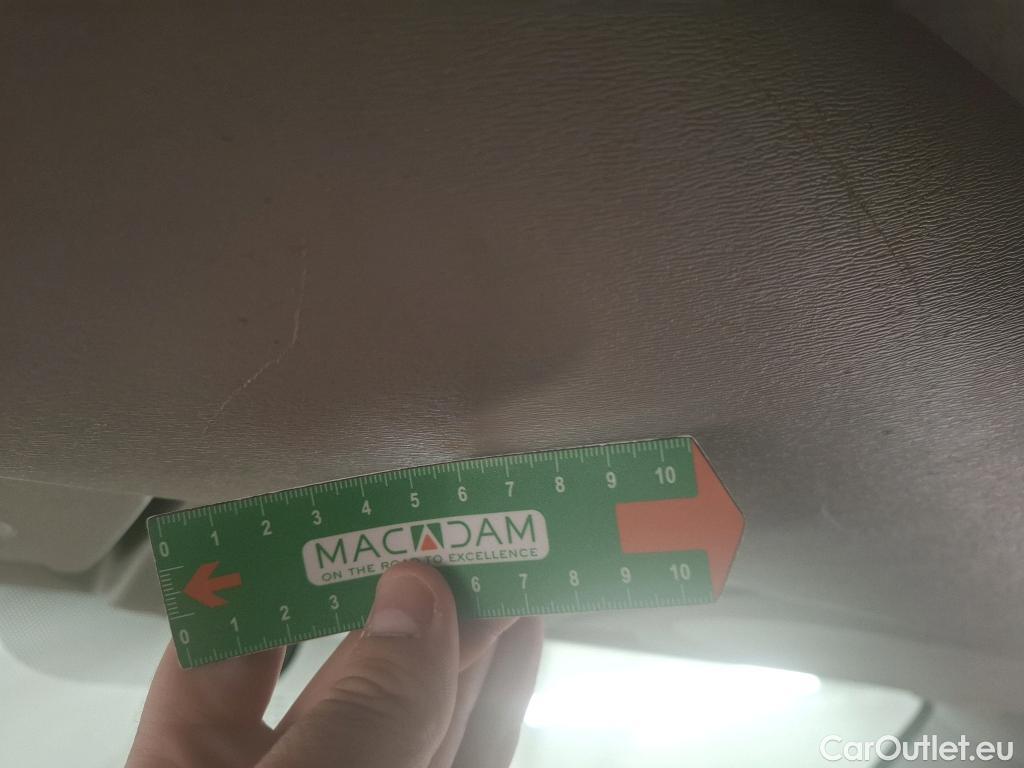 0 1 2 3 4 5 6 7 8 9 10
MACADAM
ON THE ROAD TO EXCELLENCE
0 1 2 3 6 7 8 9 10
CarOutlet.eu